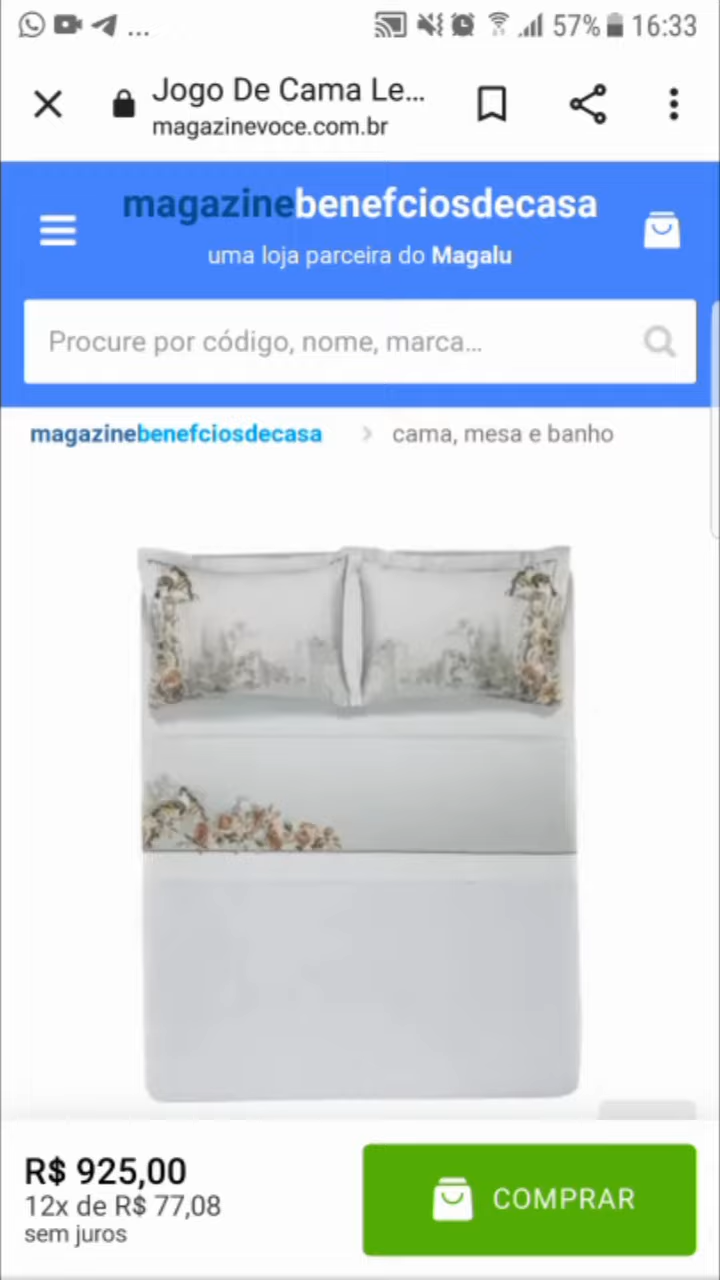 ... 57% 16:33
Jogo De Cama Le...
magazinevoce.com.br
magazinebenefciosdecasa
uma loja parceira do Magalu
Procure por código, nome, marca...
magazinebenefciosdecasa > cama, mesa e banho
R$ 925,00
12x de R$ 77,08
sem juros
COMPRAR